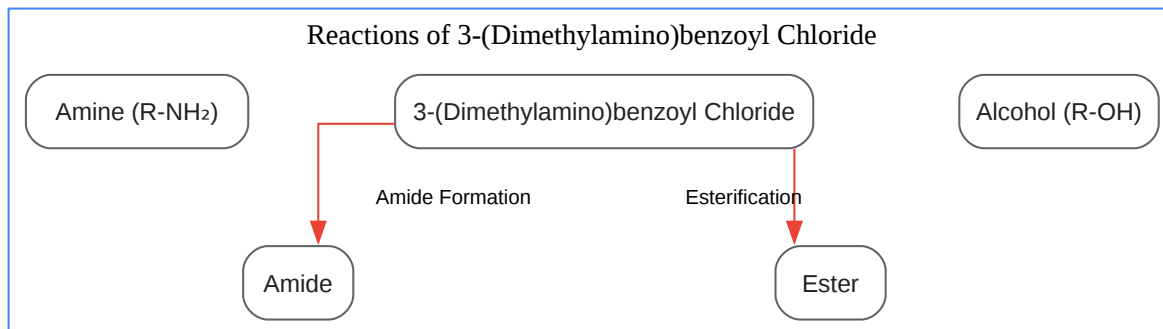 Reactions of 3-(Dimethylamino)benzoyl Chloride
Amine (R-NH₂)
3-(Dimethylamino)benzoyl Chloride
Alcohol (R-OH)
Amide Formation
Esterification
Amide
Ester